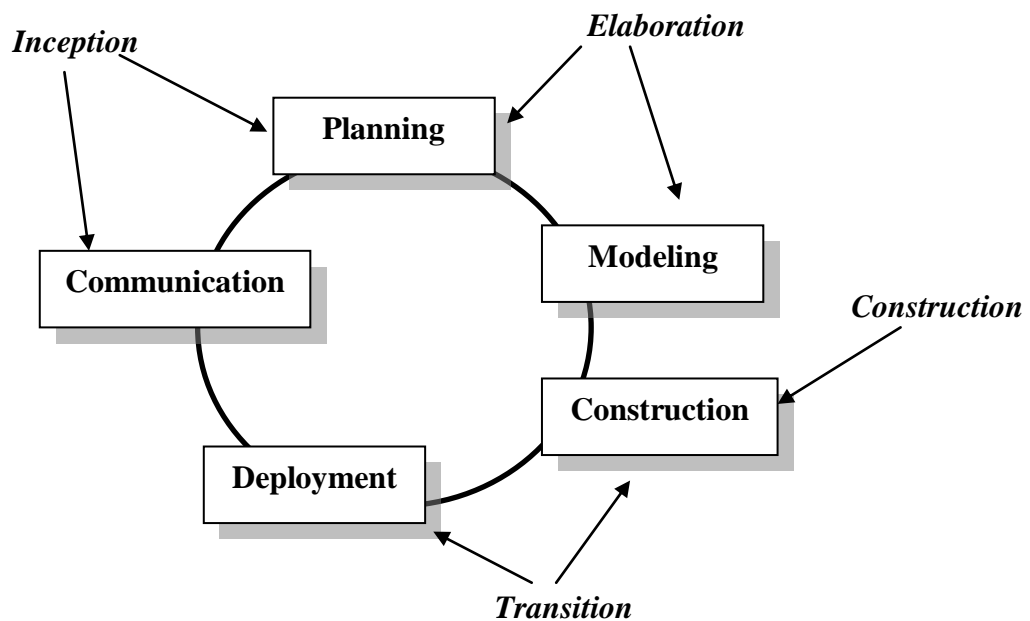 Inception
Elaboration
Planning
Modeling
Communication
Construction
Construction
Deployment
Transition